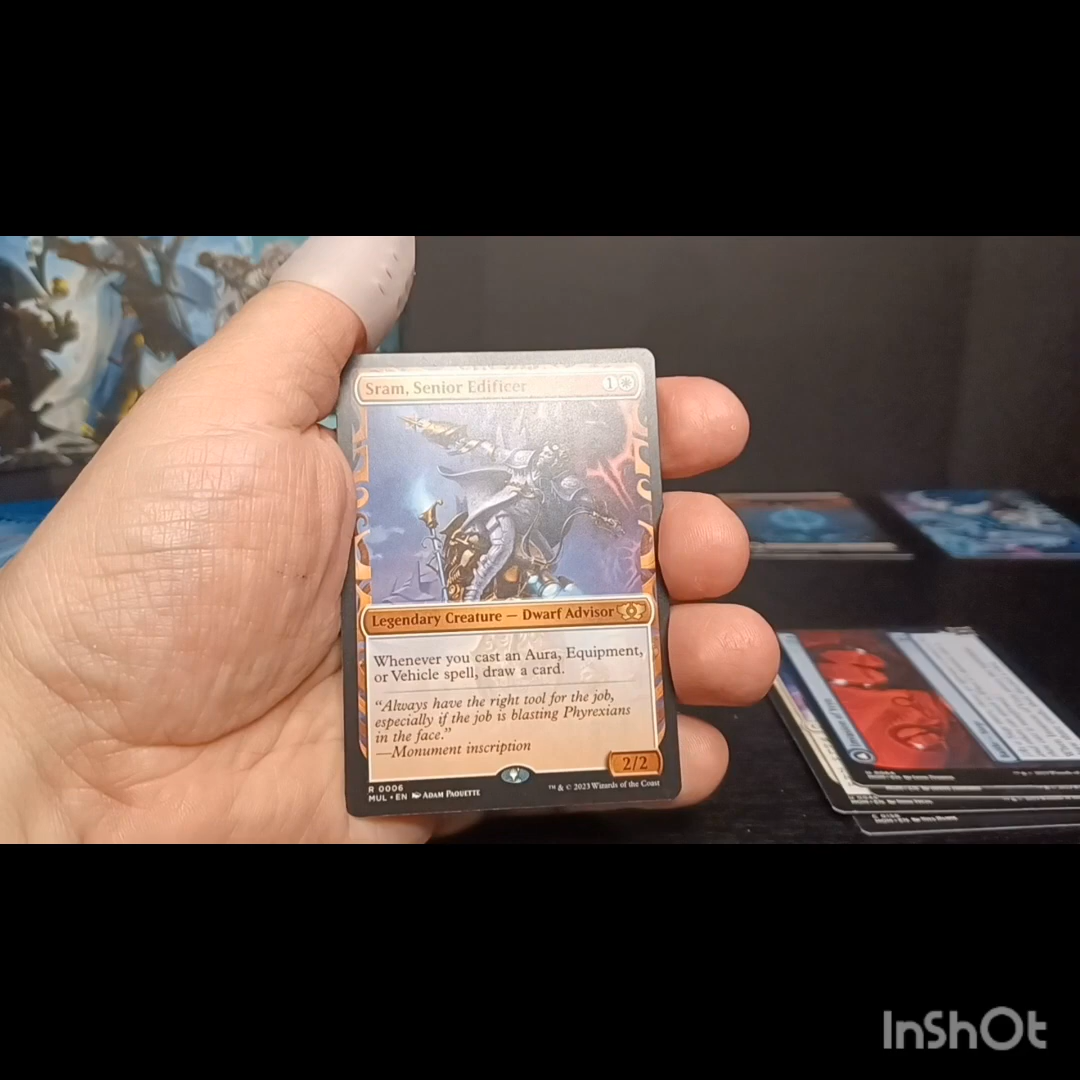 Sram, Senior Edificer 1
Legendary Creature — Dwarf Advisor
Whenever you cast an Aura, Equipment,
or Vehicle spell, draw a card.
"Always have the right tool for the job,
especially if the job is blasting Phyrexians
in the face."
—Monument inscription
2/2
R 0006
MUL • EN Adam Paquette
™ & © 2023 Wizards of the Coast
InShOt